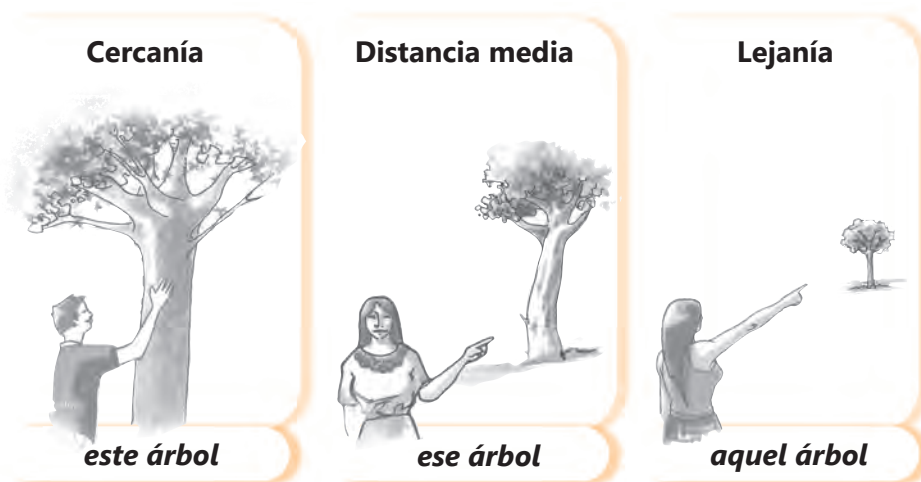 Cercanía
Distancia media
Lejanía
este árbol
ese árbol
aquel árbol